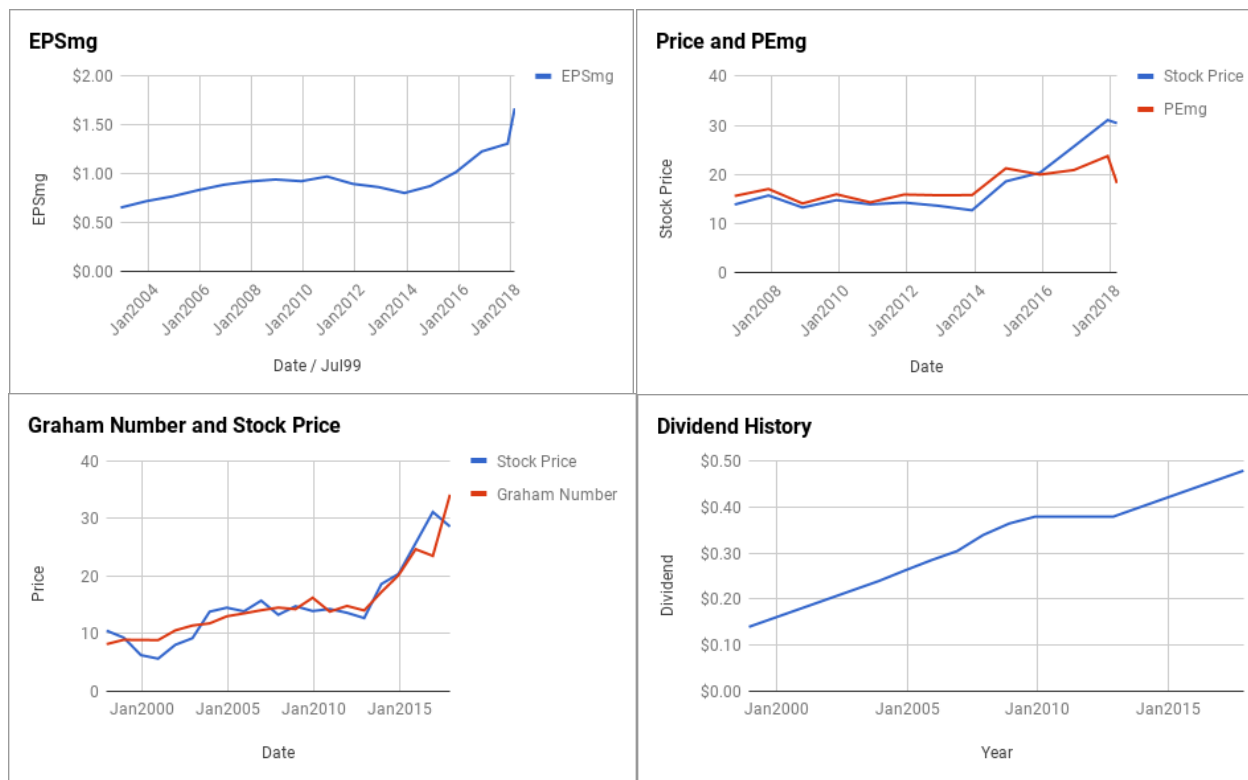 EPSmg
EPSmg
$2.00
$1.50
$1.00
$0.50
$0.00
EPSmg
Jan2004
Jan2006
Jan2008
Jan2010
Jan2012
Jan2014
Jan2016
Jan2018
Date / Jul99
Price and PEmg
Stock Price
PEmg
40
30
20
10
0
Stock Price
Jan2008
Jan2010
Jan2012
Jan2014
Jan2016
Jan2018
Date
Graham Number and Stock Price
Stock Price
Graham Number
40
30
20
10
0
Price
Jan2000
Jan2005
Jan2010
Jan2015
Date
Dividend History
$0.50
$0.40
$0.30
$0.20
$0.10
$0.00
Dividend
Jan2000
Jan2005
Jan2010
Jan2015
Year